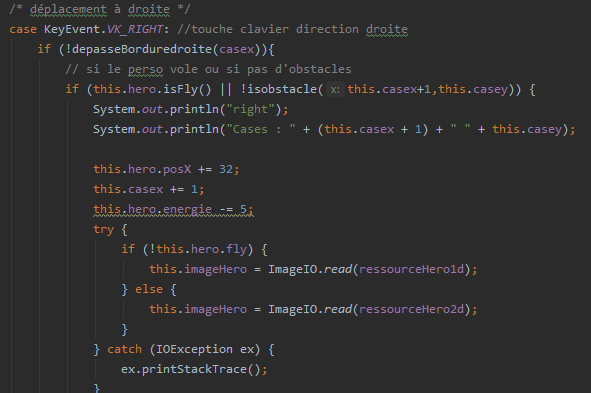 /* déplacement à droite */
case KeyEvent.VK_RIGHT: //touche clavier direction droite
if (!depasseBorduredroite(casex)){
// si le perso vole ou si pas d'obstacles
if (this.hero.isFly() || !isobstacle( x: this.casex+1,this.casey)) {
System.out.println("right");
System.out.println("Cases : " + (this.casex + 1) + " " + this.casey);
this.hero.posX += 32;
this.casex += 1;
this.hero.energie -= 5;
try {
if (!this.hero.fly) {
this.imageHero = ImageIO.read(ressourceHero1d);
} else {
this.imageHero = ImageIO.read(ressourceHero2d);
}
} catch (IOException ex) {
ex.printStackTrace();
}